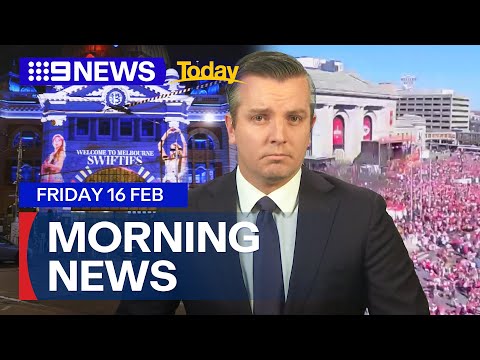 9NEWS Today
WELCOME TO MELBOURNE
SWIFTIES
FRIDAY 16 FEB
MORNING
NEWS